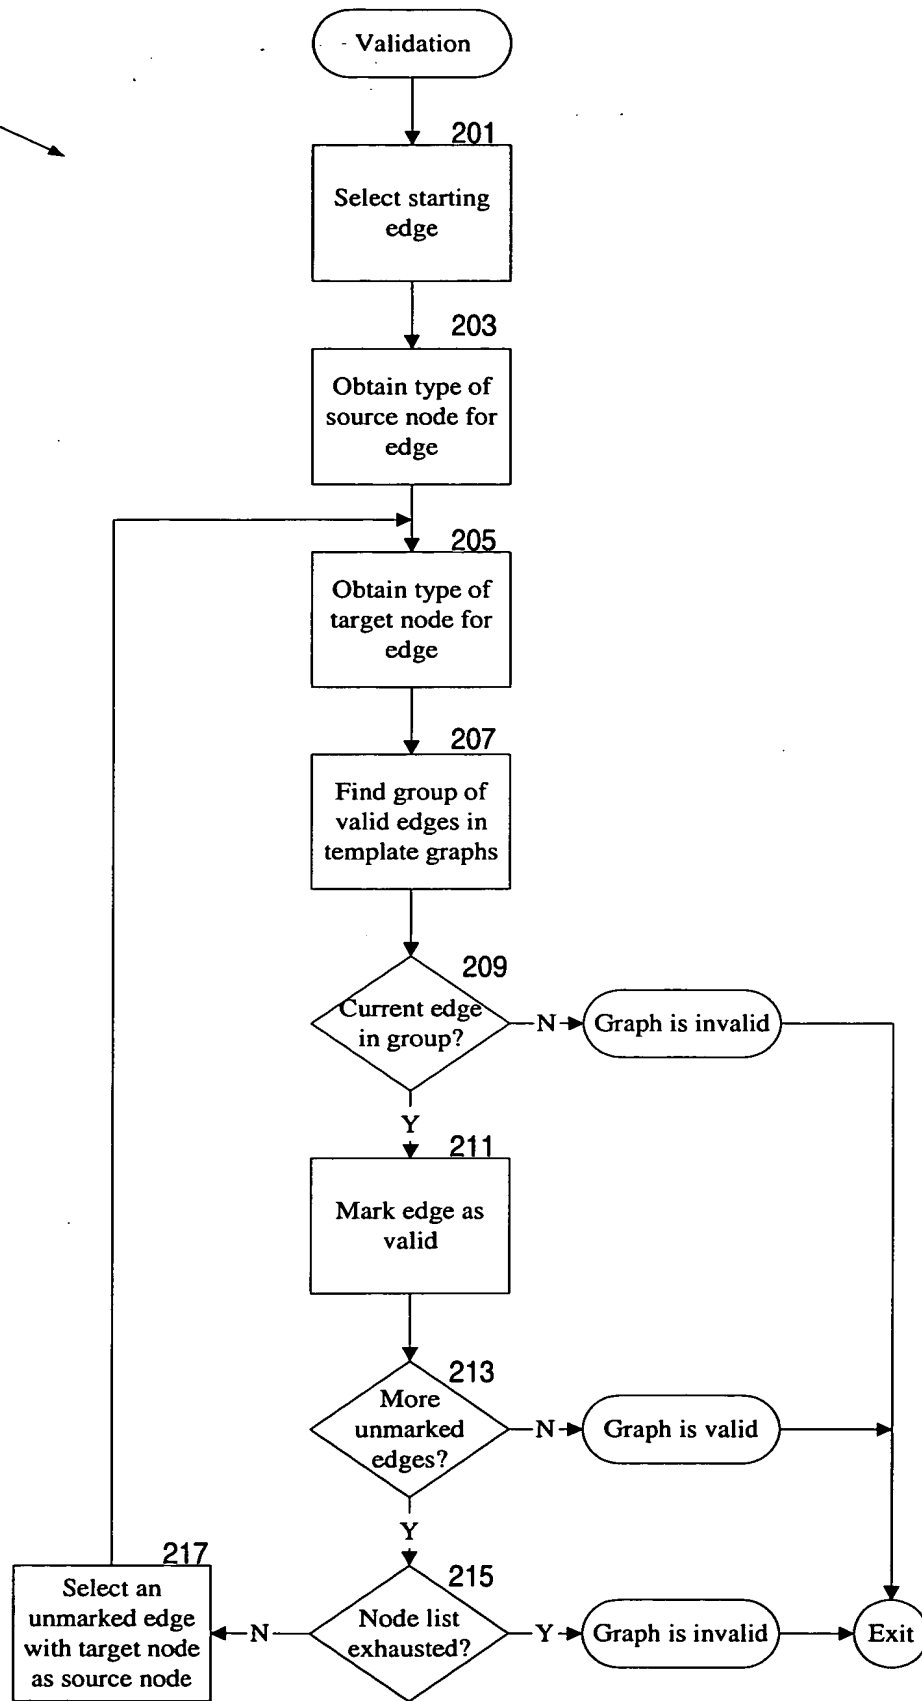 Validation
201
Select starting
edge
203
Obtain type of
source node for
edge
205
Obtain type of
target node for
edge
207
Find group of
valid edges in
template graphs
209
Current edge
in group?
N
Graph is invalid
Y
211
Mark edge as
valid
213
More
unmarked
edges?
N
Graph is valid
Y
217
Select an
unmarked edge
with target node
as source node
N
215
Node list
exhausted?
Y
Graph is invalid
Exit